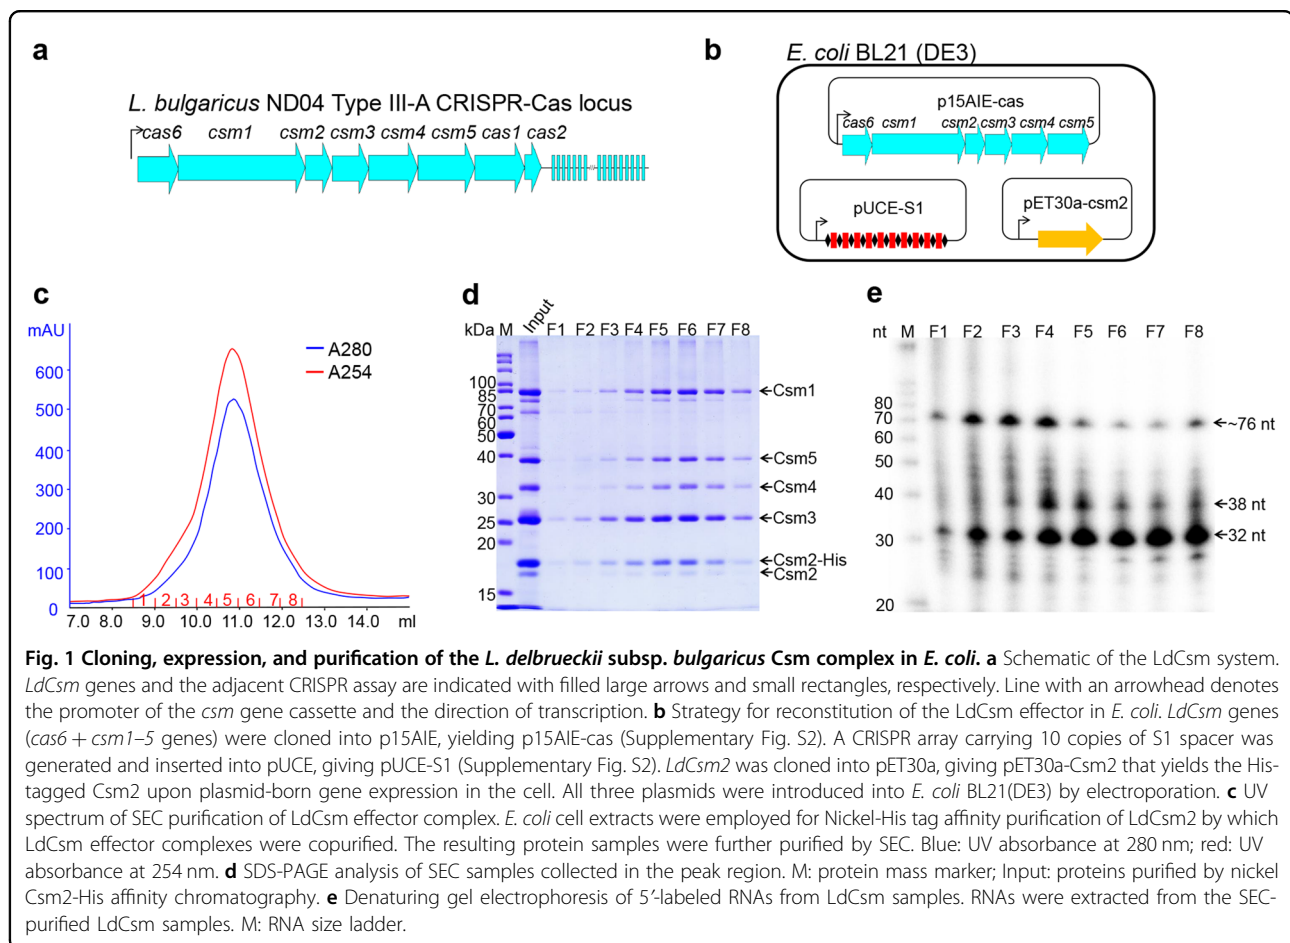 a
L. bulgaricus ND04 Type III-A CRISPR-Cas locus
cas6 csm1 csm2 csm3 csm4 csm5 cas1 cas2
b
E. coli BL21 (DE3)
p15AIE-cas
cas6 csm1 csm2 csm3 csm4 csm5
pUCE-S1
pET30a-csm2
c
mAU
A280
A254
600
500
400
300
200
100
0
1 2 3 4 5 6 7 8
7.0 8.0 9.0 10.0 11.0 12.0 13.0 14.0 ml
d
kDa M Input F1 F2 F3 F4 F5 F6 F7 F8
100
85
70
60
50
40
30
25
20
15
Csm1
Csm5
Csm4
Csm3
Csm2-His
Csm2
e
nt M F1 F2 F3 F4 F5 F6 F7 F8
80
70
60
50
40
30
20
~76 nt
38 nt
32 nt
Fig. 1 Cloning, expression, and purification of the L. delbrueckii subsp. bulgaricus Csm complex in E. coli. a Schematic of the LdCsm system.
LdCsm genes and the adjacent CRISPR assay are indicated with filled large arrows and small rectangles, respectively. Line with an arrowhead denotes
the promoter of the csm gene cassette and the direction of transcription. b Strategy for reconstitution of the LdCsm effector in E. coli. LdCsm genes
(cas6 + csm1–5 genes) were cloned into p15AIE, yielding p15AIE-cas (Supplementary Fig. S2). A CRISPR array carrying 10 copies of S1 spacer was
generated and inserted into pUCE, giving pUCE-S1 (Supplementary Fig. S2). LdCsm2 was cloned into pET30a, giving pET30a-Csm2 that yields the His-
tagged Csm2 upon plasmid-born gene expression in the cell. All three plasmids were introduced into E. coli BL21(DE3) by electroporation. c UV
spectrum of SEC purification of LdCsm effector complex. E. coli cell extracts were employed for Nickel-His tag affinity purification of LdCsm2 by which
LdCsm effector complexes were copurified. The resulting protein samples were further purified by SEC. Blue: UV absorbance at 280 nm; red: UV
absorbance at 254 nm. d SDS-PAGE analysis of SEC samples collected in the peak region. M: protein mass marker; Input: proteins purified by nickel
Csm2-His affinity chromatography. e Denaturing gel electrophoresis of 5′-labeled RNAs from LdCsm samples. RNAs were extracted from the SEC-
purified LdCsm samples. M: RNA size ladder.